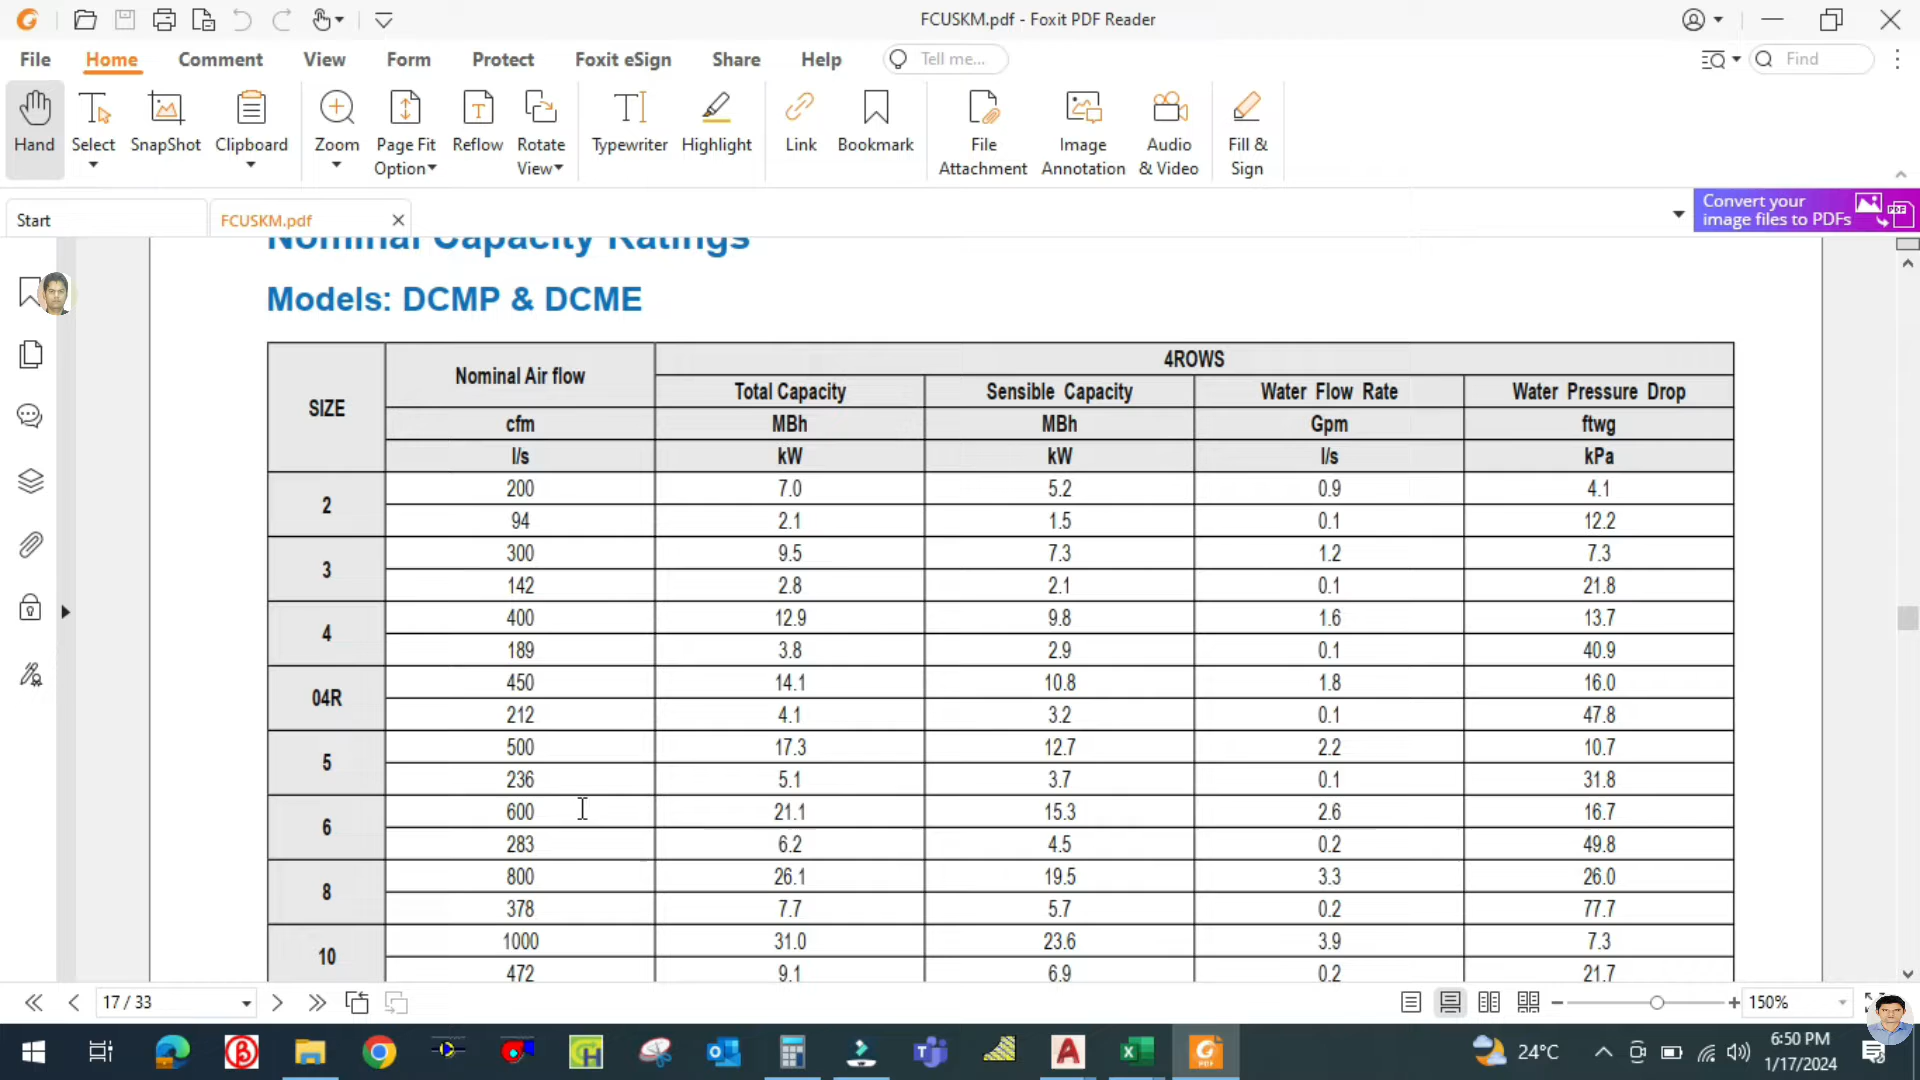 FCUSKM.pdf - Foxit PDF Reader
File Home Comment View Form Protect Foxit eSign Share Help Tell me... Find
Hand Select SnapShot Clipboard Zoom Page Fit Option Reflow Rotate View Typewriter Highlight Link Bookmark File Attachment Image Annotation Audio & Video Fill & Sign
Start FCUSKM.pdf
Convert your
image files to PDFs
PDF
Nominal Capacity Ratings
Models: DCMP & DCME
SIZE Nominal Air flow 4ROWS
Total Capacity Sensible Capacity Water Flow Rate Water Pressure Drop
cfm MBh MBh Gpm ftwg
l/s kW kW l/s kPa
2 200 7.0 5.2 0.9 4.1
94 2.1 1.5 0.1 12.2
3 300 9.5 7.3 1.2 7.3
142 2.8 2.1 0.1 21.8
4 400 12.9 9.8 1.6 13.7
189 3.8 2.9 0.1 40.9
04R 450 14.1 10.8 1.8 16.0
212 4.1 3.2 0.1 47.8
5 500 17.3 12.7 2.2 10.7
236 5.1 3.7 0.1 31.8
6 600 21.1 15.3 2.6 16.7
283 6.2 4.5 0.2 49.8
8 800 26.1 19.5 3.3 26.0
378 7.7 5.7 0.2 77.7
10 1000 31.0 23.6 3.9 7.3
472 9.1 6.9 0.2 21.7
17 / 33 150%
24°C 6:50 PM
1/17/2024